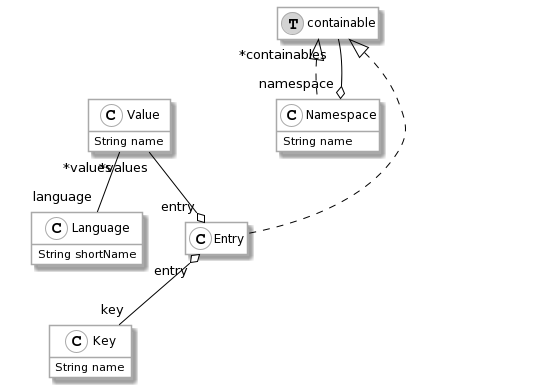 T containable
*containables
namespace
C Namespace
String name
C Value
String name
*values
*values
language
entry
C Language
String shortName
C Entry
entry
key
C Key
String name